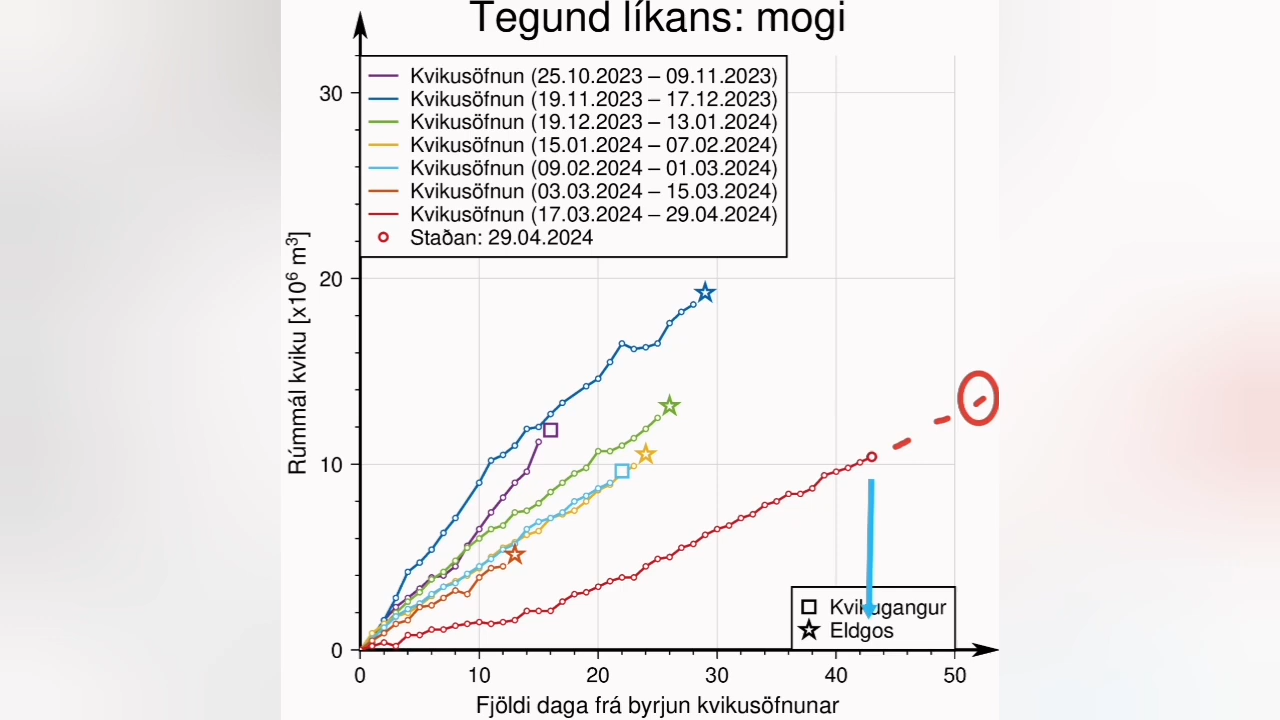 Tegund líkans: mogi
Kvikusöfnun (25.10.2023 – 09.11.2023)
Kvikusöfnun (19.11.2023 – 17.12.2023)
Kvikusöfnun (19.12.2023 – 13.01.2024)
Kvikusöfnun (15.01.2024 – 07.02.2024)
Kvikusöfnun (09.02.2024 – 01.03.2024)
Kvikusöfnun (03.03.2024 – 15.03.2024)
Kvikusöfnun (17.03.2024 – 29.04.2024)
Staðan: 29.04.2024
Rúmmál kviku [x10⁶ m³]
30
20
10
0
Kvikugangur
Eldgos
0 10 20 30 40 50
Fjöldi daga frá byrjun kvikusöfnunar